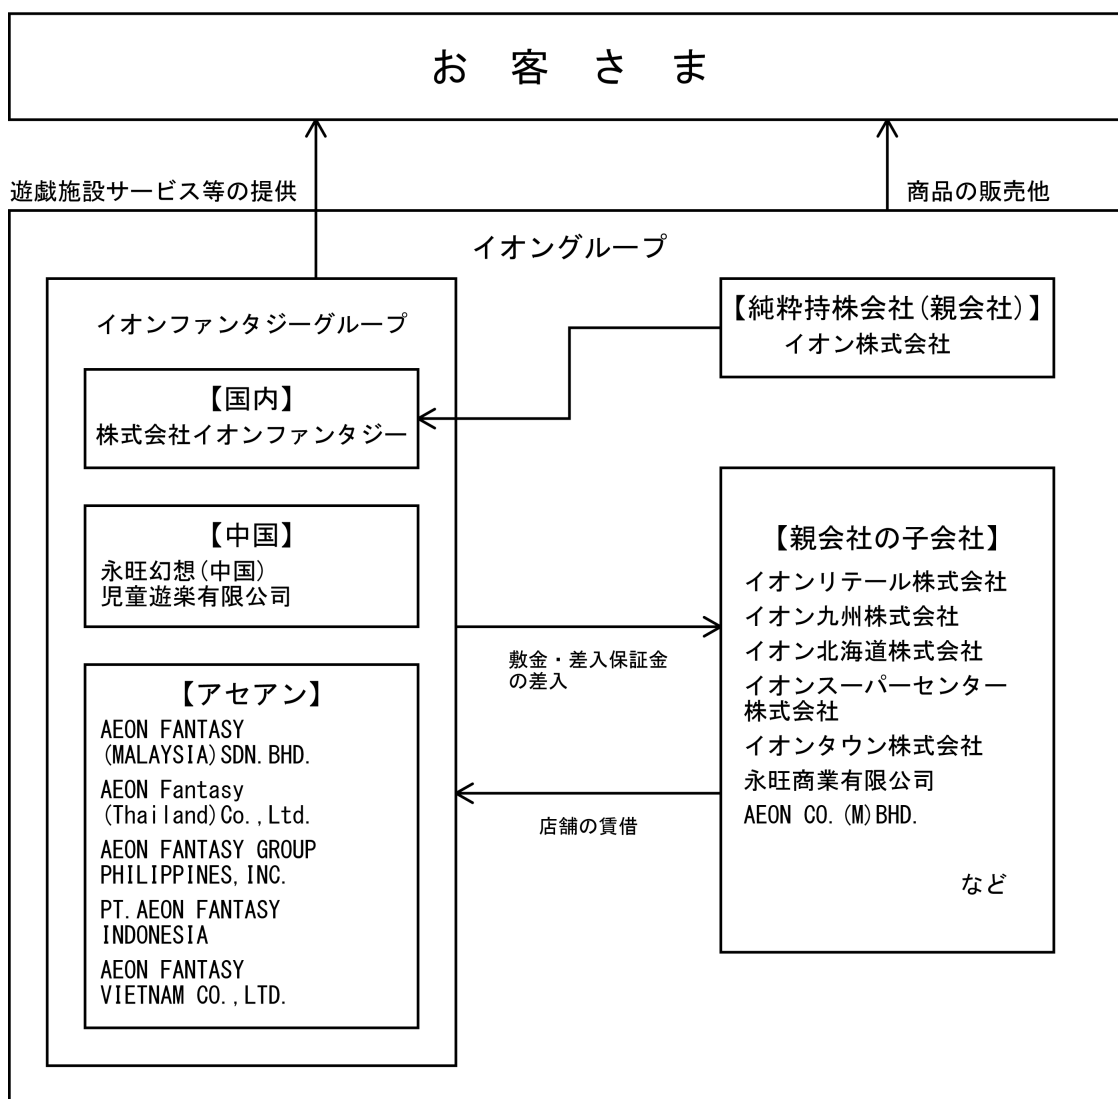 お客さま
遊戯施設サービス等の提供
商品の販売他
イオングループ
イオンファンタジーグループ
【国内】
株式会社イオンファンタジー
【中国】
永旺幻想(中国)
児童遊楽有限公司
【アセアン】
AEON FANTASY
(MALAYSIA)SDN.BHD.
AEON Fantasy
(Thailand)Co.,Ltd.
AEON FANTASY GROUP
PHILIPPINES,INC.
PT.AEON FANTASY
INDONESIA
AEON FANTASY
VIETNAM CO.,LTD.
【純粋持株会社(親会社)】
イオン株式会社
敷金・差入保証金
の差入
店舗の賃借
【親会社の子会社】
イオンリテール株式会社
イオン九州株式会社
イオン北海道株式会社
イオンスーパーセンター
株式会社
イオンタウン株式会社
永旺商業有限公司
AEON CO.(M)BHD.
など